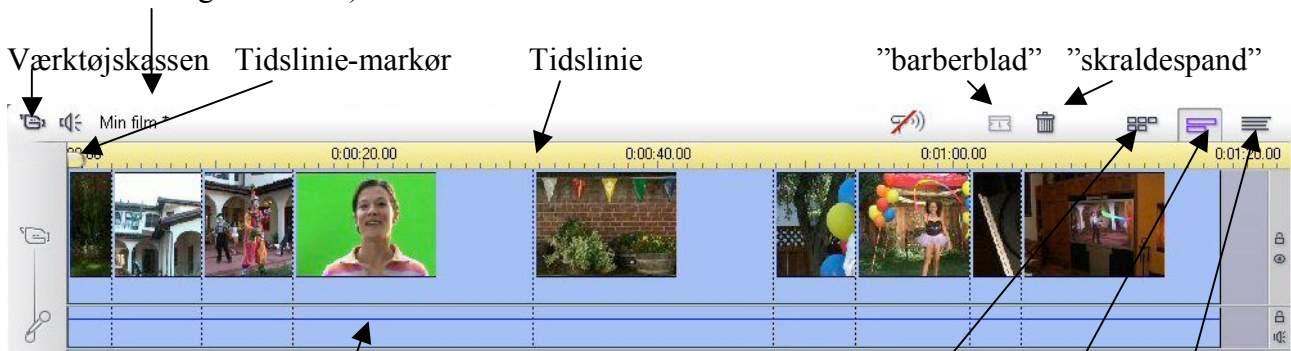 Værktøjskassen Tidslinie-markør Tidslinie ”barberblad” ”skraldespand”
Min film *
0:00:20.00 0:00:40.00 0:01:00.00 0:01:20.00